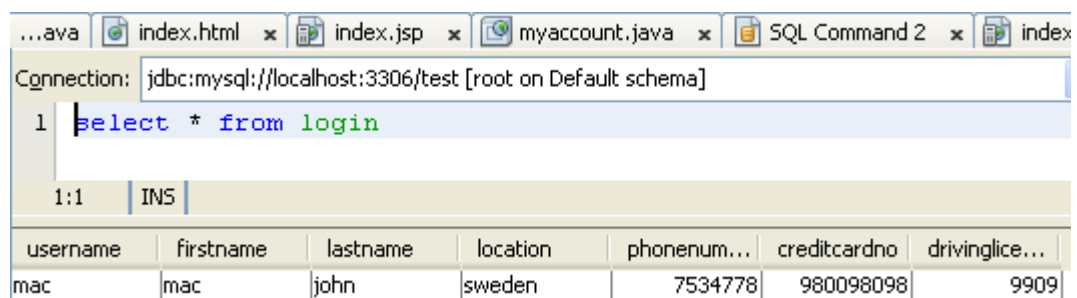 ...ava index.html x index.jsp x myaccount.java x SQL Command 2 x index
Connection: jdbc:mysql://localhost:3306/test [root on Default schema]
1 select * from login
1:1 INS
username firstname lastname location phonenum... creditcardno drivinglice...
mac mac john sweden 7534778 980098098 9909